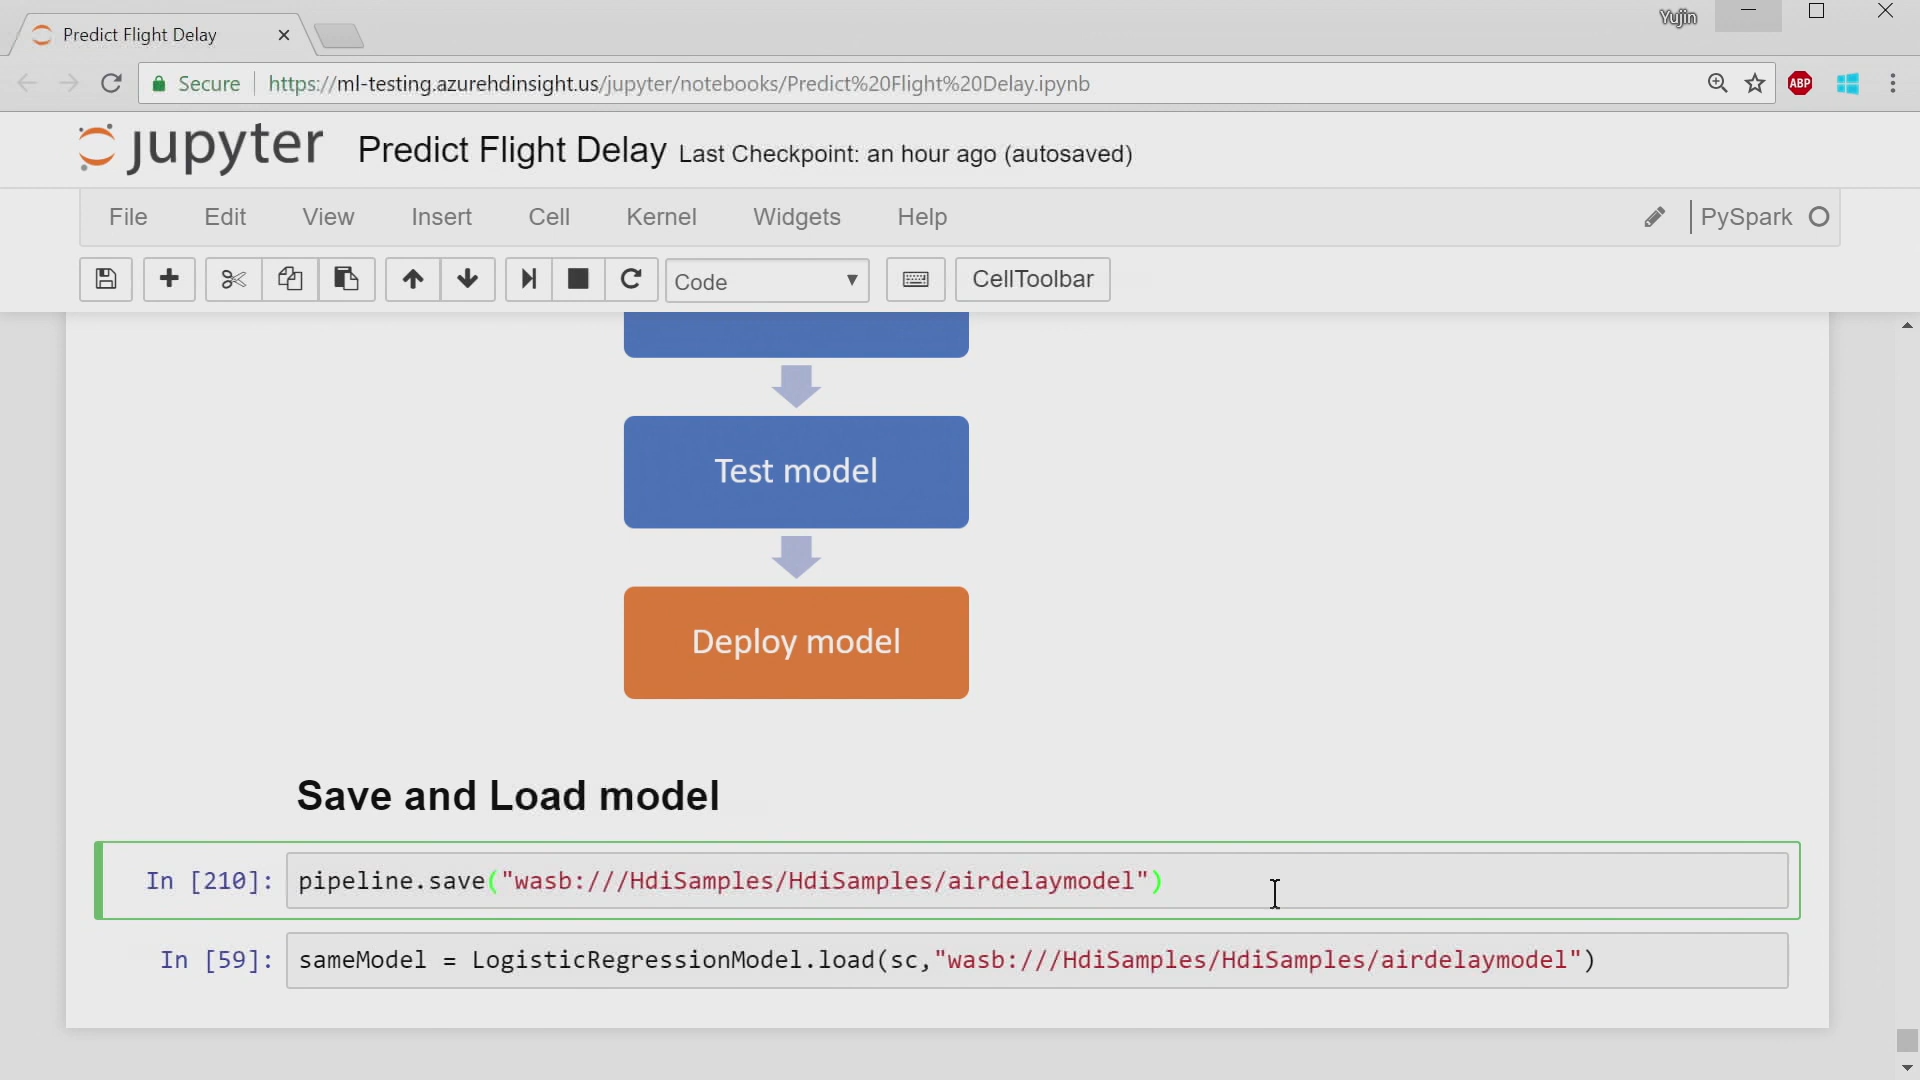 Predict Flight Delay
Yujin
Secure https://ml-testing.azurehdinsight.us/jupyter/notebooks/Predict%20Flight%20Delay.ipynb
ABP
jupyter Predict Flight Delay Last Checkpoint: an hour ago (autosaved)
File Edit View Insert Cell Kernel Widgets Help PySpark
Code CellToolbar
Test model
Deploy model
Save and Load model
In [210]: pipeline.save("wasb:///HdiSamples/HdiSamples/airdelaymodel")
In [59]: sameModel = LogisticRegressionModel.load(sc,"wasb:///HdiSamples/HdiSamples/airdelaymodel")